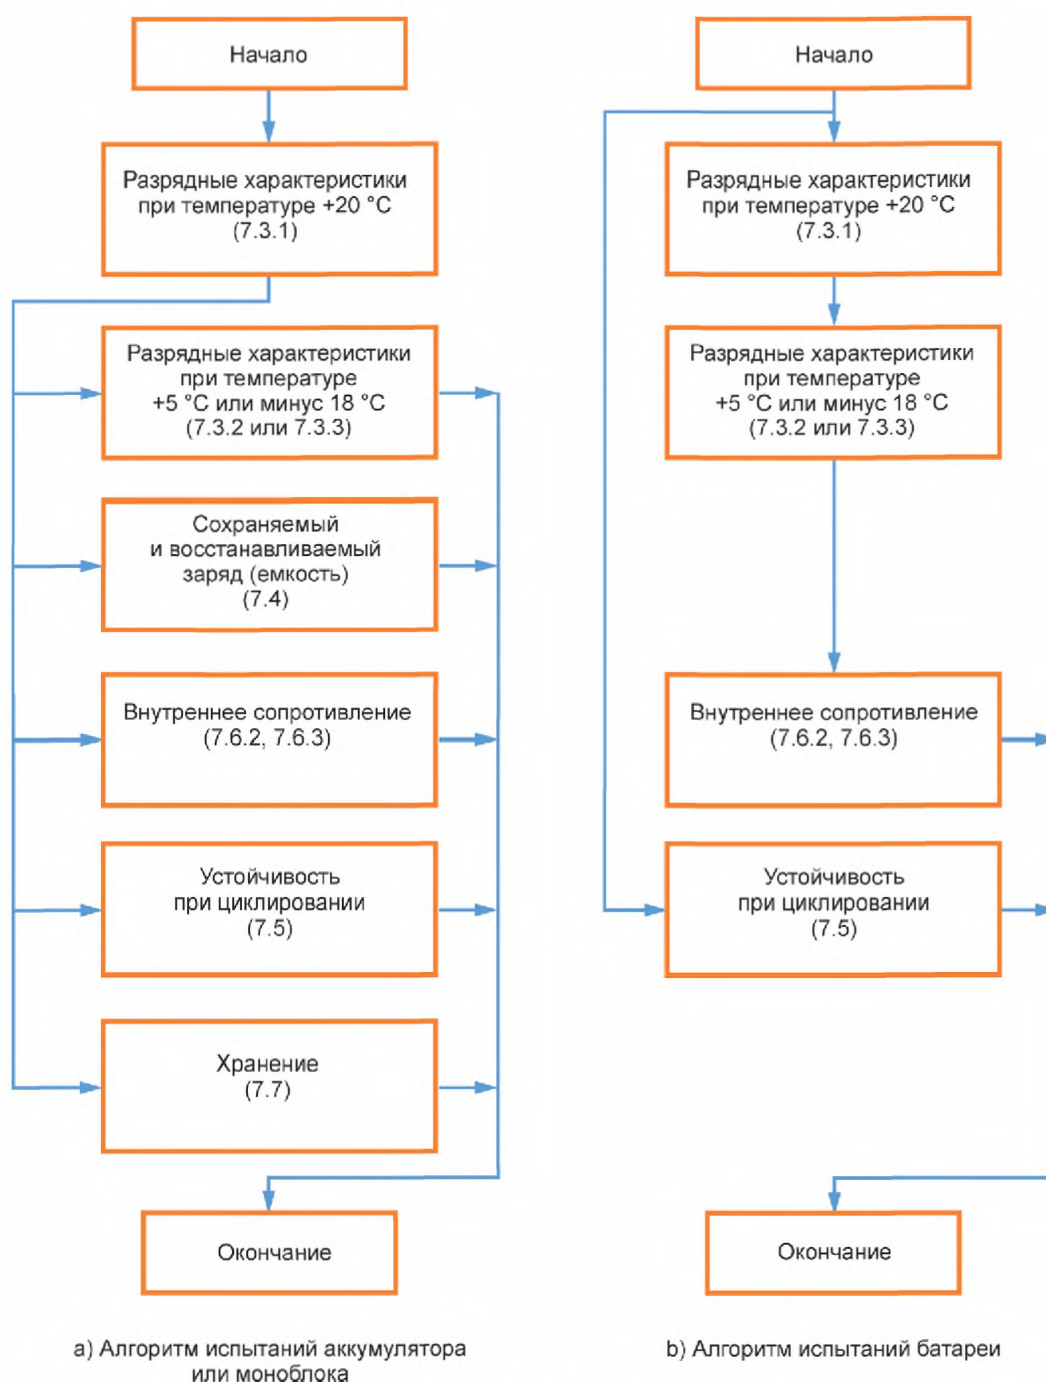 Начало
Разрядные характеристики
при температуре +20 °C
(7.3.1)
Разрядные характеристики
при температуре
+5 °C или минус 18 °C
(7.3.2 или 7.3.3)
Сохраняемый
и восстанавливаемый
заряд (емкость)
(7.4)
Внутреннее сопротивление
(7.6.2, 7.6.3)
Устойчивость
при циклировании
(7.5)
Хранение
(7.7)
Окончание
a) Алгоритм испытаний аккумулятора
или моноблока
Начало
Разрядные характеристики
при температуре +20 °C
(7.3.1)
Разрядные характеристики
при температуре
+5 °C или минус 18 °C
(7.3.2 или 7.3.3)
Внутреннее сопротивление
(7.6.2, 7.6.3)
Устойчивость
при циклировании
(7.5)
Окончание
b) Алгоритм испытаний батареи